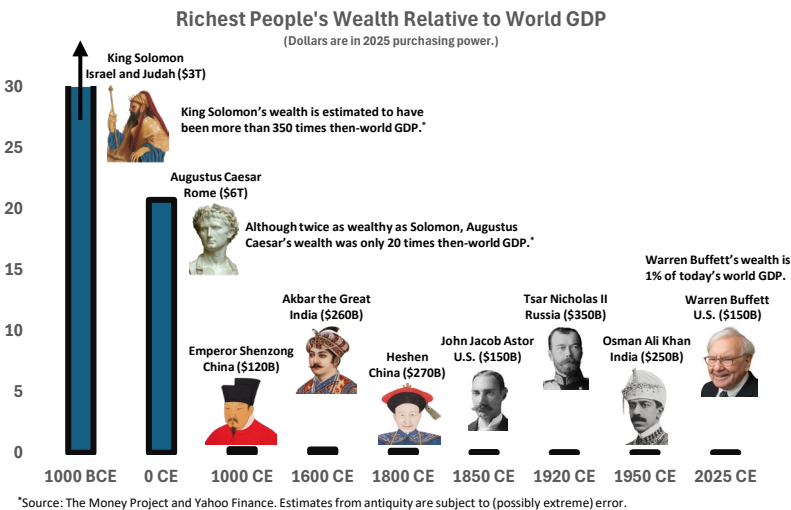 Richest People's Wealth Relative to World GDP
(Dollars are in 2025 purchasing power.)
King Solomon
Israel and Judah ($3T)
King Solomon's wealth is estimated to have
been more than 350 times then-world GDP.*
Augustus Caesar
Rome ($6T)
Although twice as wealthy as Solomon, Augustus
Caesar's wealth was only 20 times then-world GDP.*
Warren Buffett's wealth is
1% of today's world GDP.
Emperor Shenzong
China ($120B)
Akbar the Great
India ($260B)
Heshen
China ($270B)
John Jacob Astor
U.S. ($150B)
Tsar Nicholas II
Russia ($350B)
Osman Ali Khan
India ($250B)
Warren Buffett
U.S. ($150B)
30
25
20
15
10
5
0
1000 BCE
0 CE
1000 CE
1600 CE
1800 CE
1850 CE
1920 CE
1950 CE
2025 CE
*Source: The Money Project and Yahoo Finance. Estimates from antiquity are subject to (possibly extreme) error.